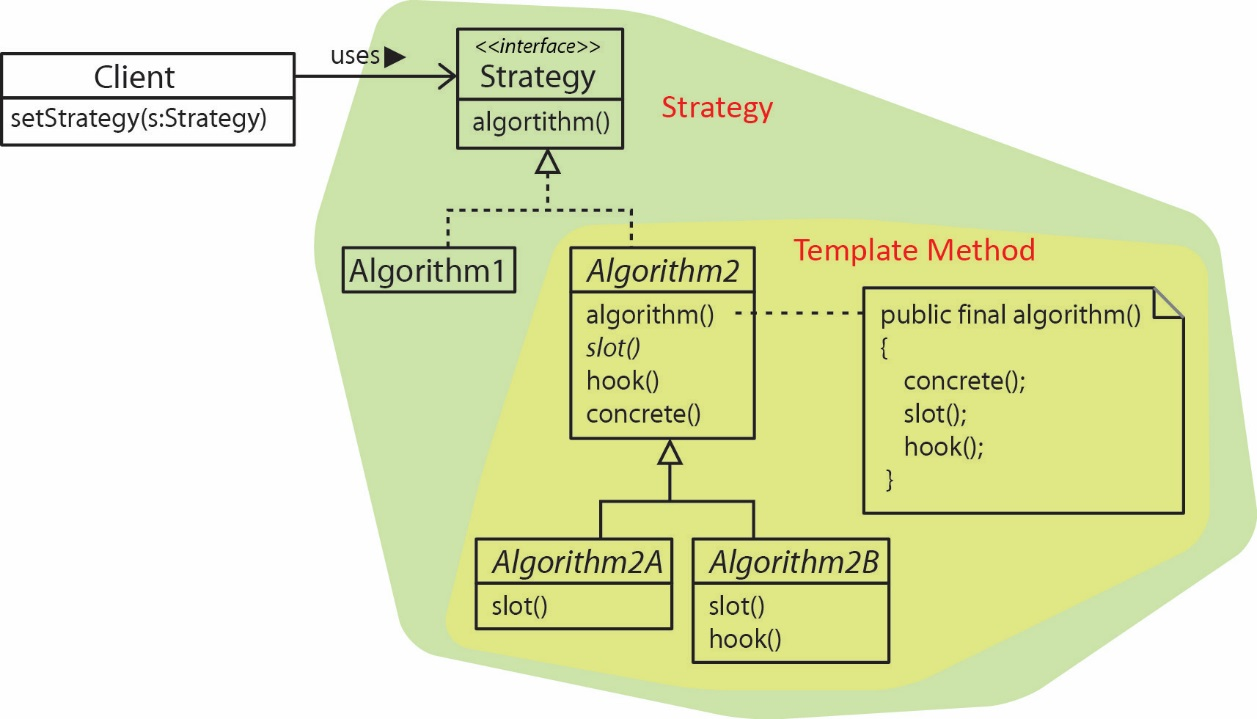 uses▶
Client
setStrategy(s:Strategy)
<<interface>>
Strategy
algortithm()
Strategy
Algorithm1
Template Method
Algorithm2
algorithm()
slot()
hook()
concrete()
public final algorithm()
{
concrete();
slot();
hook();
}
Algorithm2A
slot()
Algorithm2B
slot()
hook()